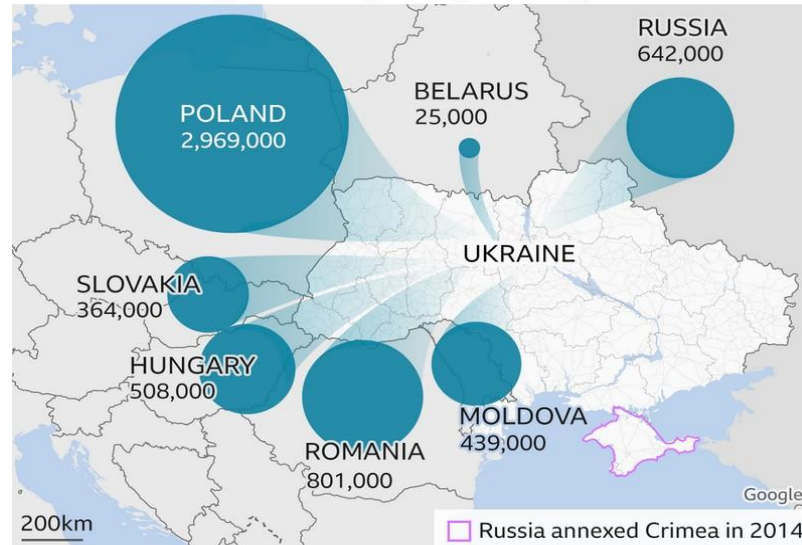 RUSSIA
642,000
BELARUS
25,000
POLAND
2,969,000
UKRAINE
SLOVAKIA
364,000
HUNGARY
508,000
ROMANIA
801,000
MOLDOVA
439,000
Google
200km
Russia annexed Crimea in 2014